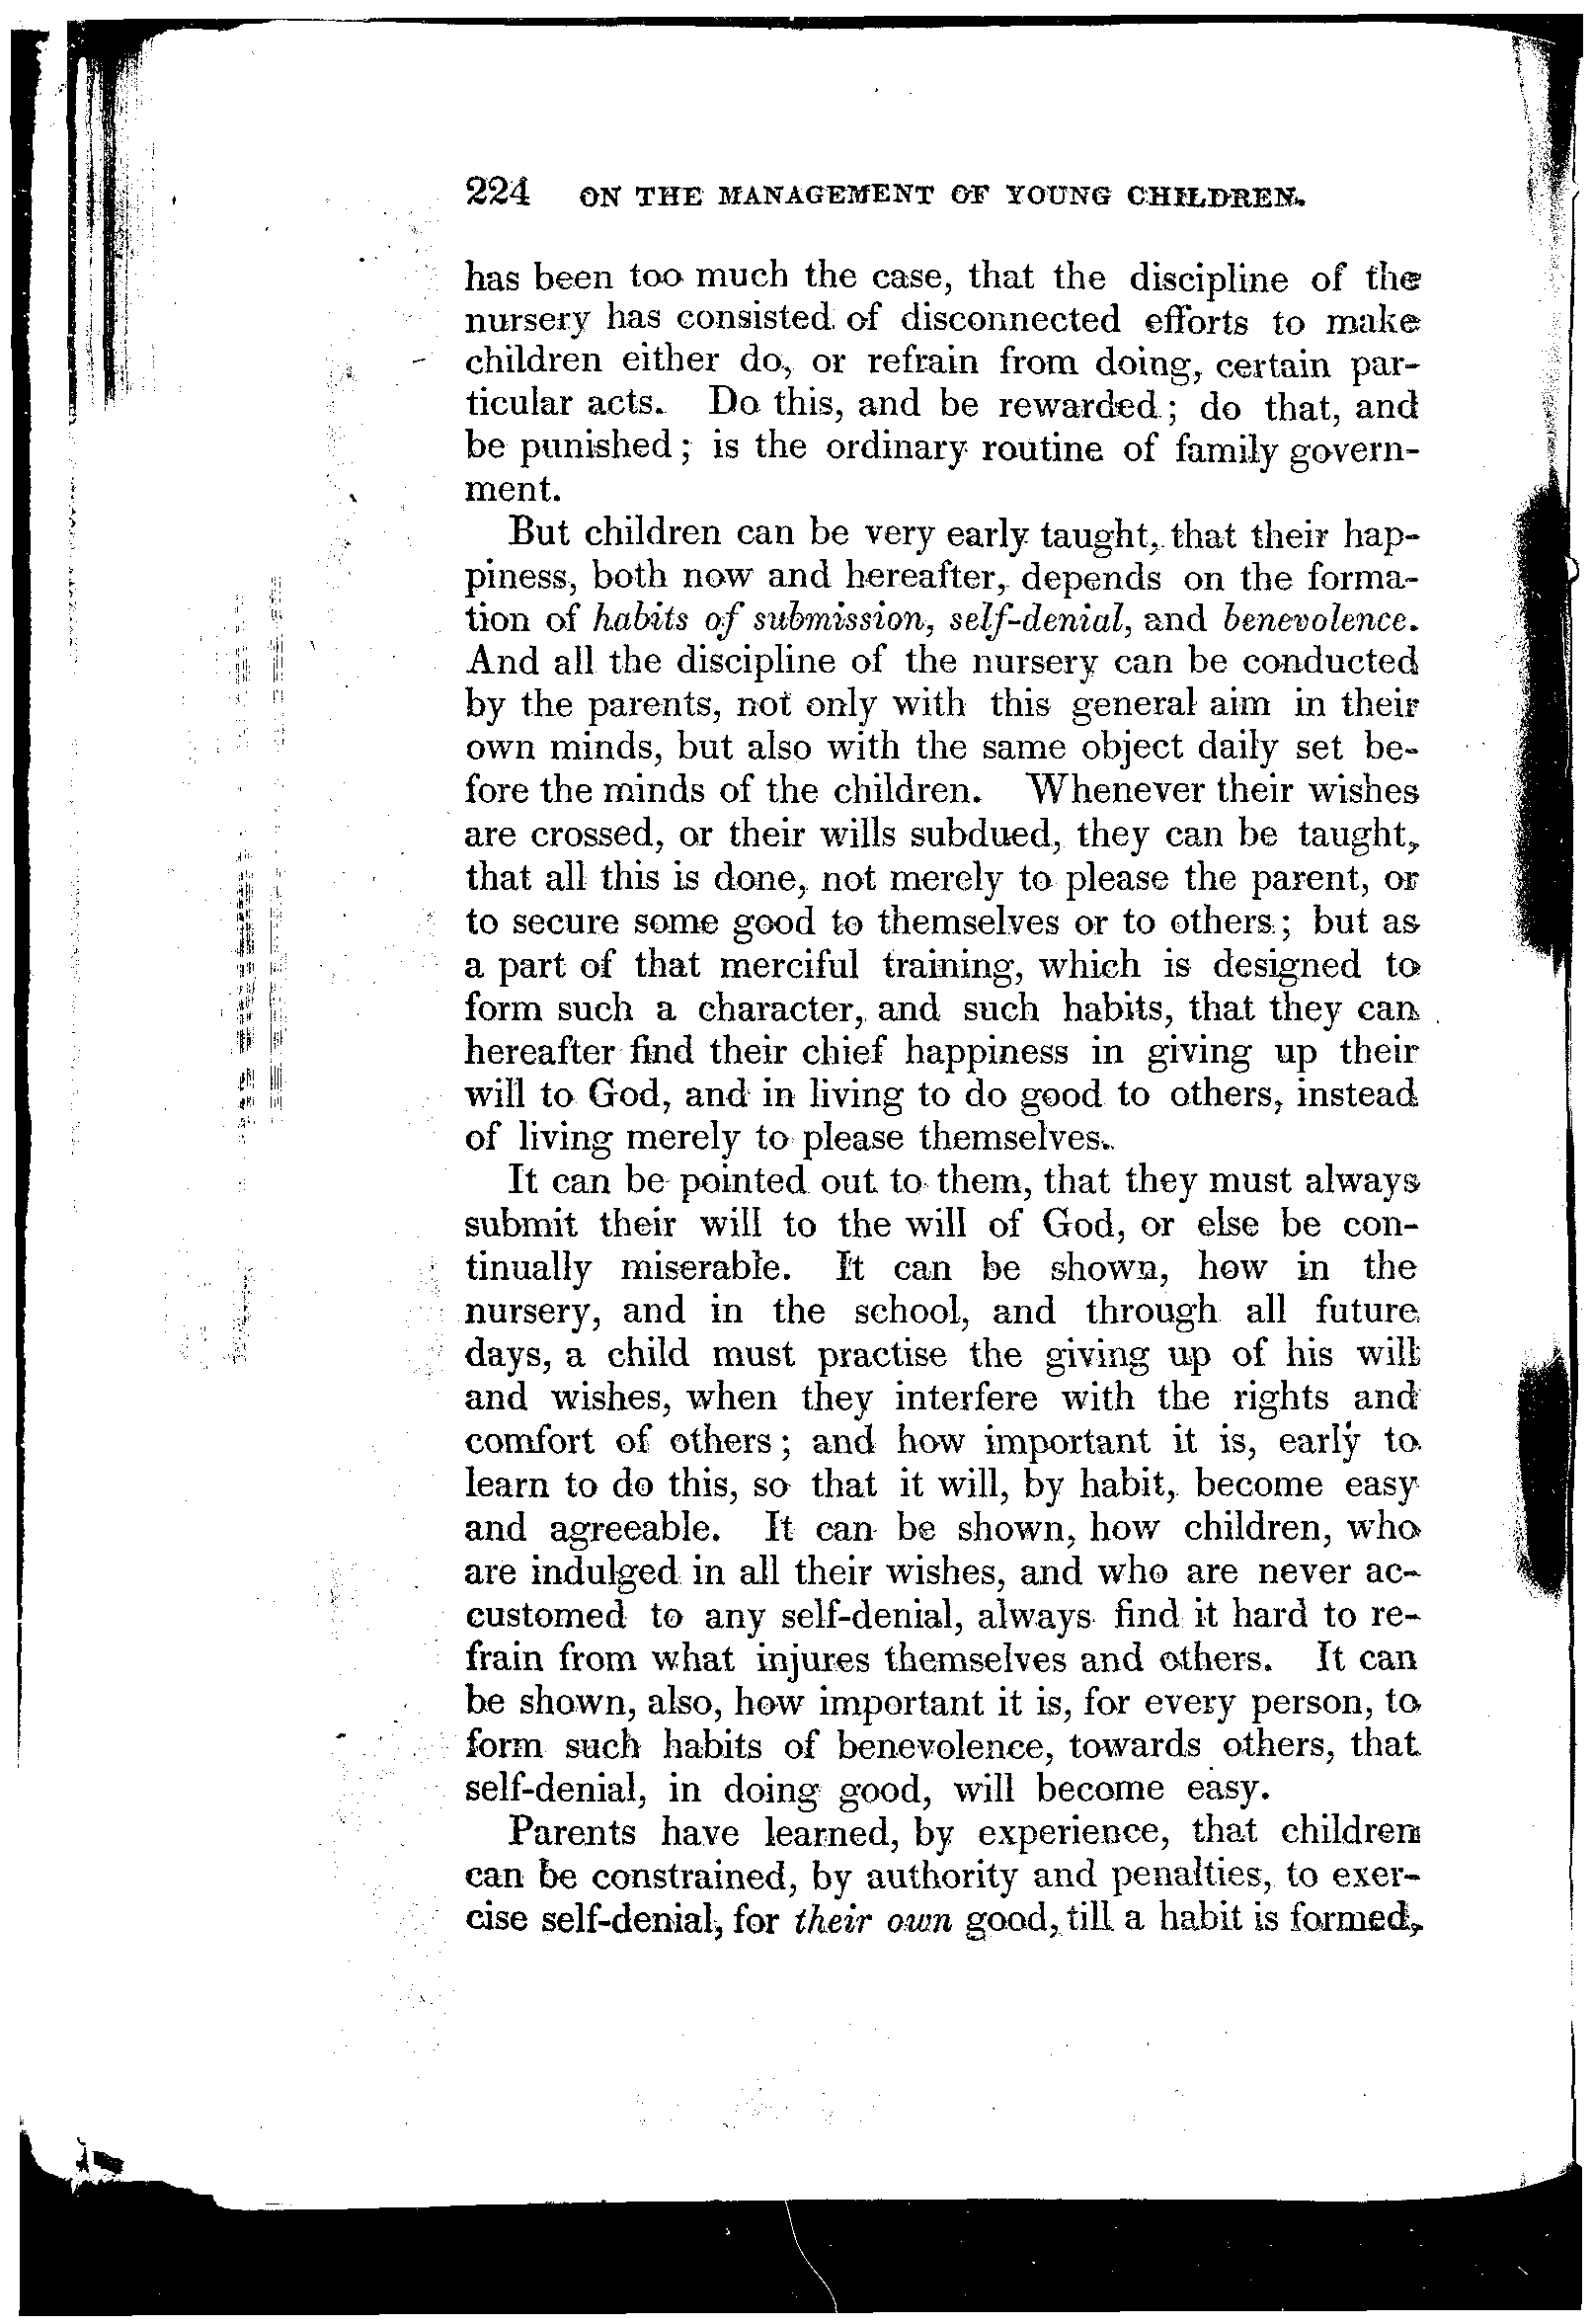 224 ON THE MANAGEMENT OF YOUNG CHILDREN.
has been too much the case, that the discipline of the
nursery has consisted of disconnected efforts to make
children either do, or refrain from doing, certain par-
ticular acts. Do this, and be rewarded; do that, and
be punished; is the ordinary routine of family govern-
ment.
But children can be very early taught, that their hap-
piness, both now and hereafter, depends on the forma-
tion of habits of submission, self-denial, and benevolence.
And all the discipline of the nursery can be conducted
by the parents, not only with this general aim in their
own minds, but also with the same object daily set be-
fore the minds of the children. Whenever their wishes
are crossed, or their wills subdued, they can be taught,
that all this is done, not merely to please the parent, or
to secure some good to themselves or to others; but as
a part of that merciful training, which is designed to
form such a character, and such habits, that they can
hereafter find their chief happiness in giving up their
will to God, and in living to do good to others, instead
of living merely to please themselves.
It can be pointed out to them, that they must always
submit their will to the will of God, or else be con-
tinually miserable. It can be shown, how in the
nursery, and in the school, and through all future
days, a child must practise the giving up of his will
and wishes, when they interfere with the rights and
comfort of others; and how important it is, early to
learn to do this, so that it will, by habit, become easy
and agreeable. It can be shown, how children, who
are indulged in all their wishes, and who are never ac-
customed to any self-denial, always find it hard to re-
frain from what injures themselves and others. It can
be shown, also, how important it is, for every person, to
form such habits of benevolence, towards others, that
self-denial, in doing good, will become easy.
Parents have learned, by experience, that children
can be constrained, by authority and penalties, to exer-
cise self-denial, for their own good, till a habit is formed,